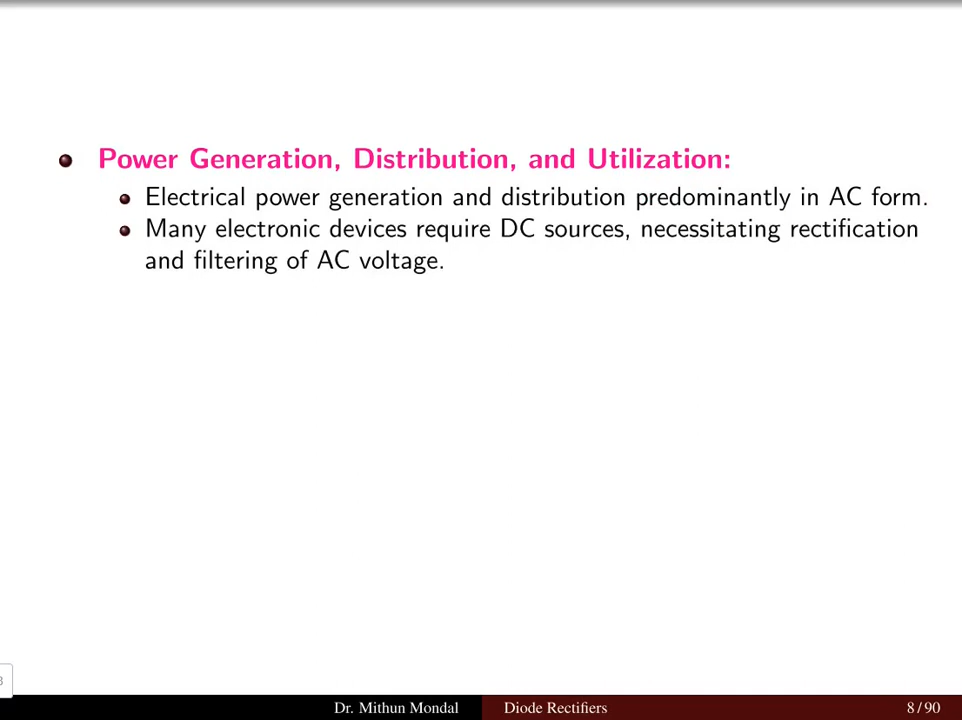 Power Generation, Distribution, and Utilization:
Electrical power generation and distribution predominantly in AC form.
Many electronic devices require DC sources, necessitating rectification
and filtering of AC voltage.
3
Dr. Mithun Mondal Diode Rectifiers 8 / 90